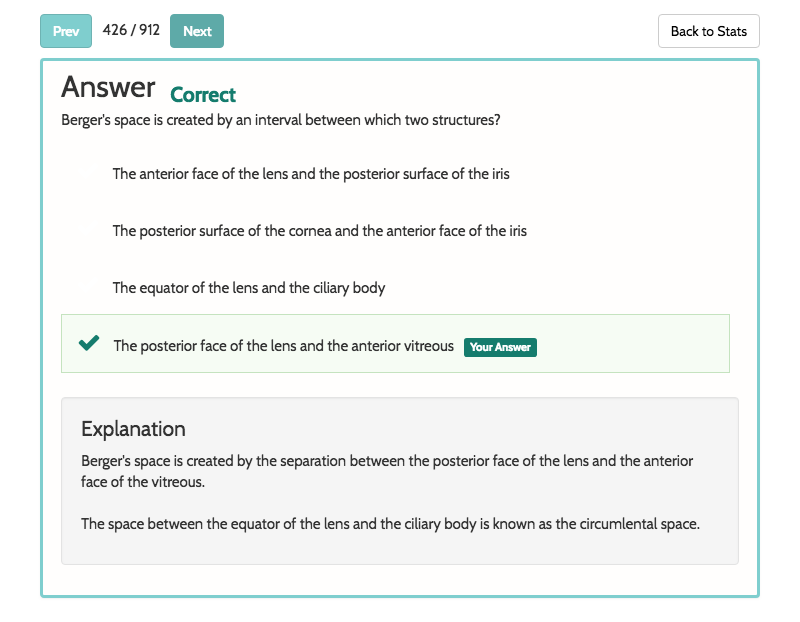 Prev 426 / 912 Next Back to Stats
Answer Correct
Berger's space is created by an interval between which two structures?
The anterior face of the lens and the posterior surface of the iris
The posterior surface of the cornea and the anterior face of the iris
The equator of the lens and the ciliary body
The posterior face of the lens and the anterior vitreous Your Answer
Explanation
Berger's space is created by the separation between the posterior face of the lens and the anterior
face of the vitreous.
The space between the equator of the lens and the ciliary body is known as the circumlental space.